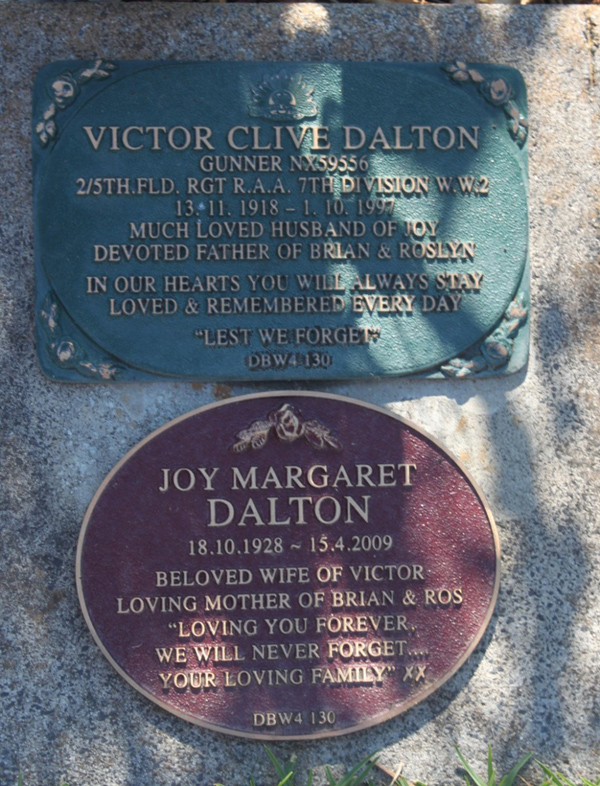 VICTOR CLIVE DALTON
GUNNER NX59556
2/5TH.FLD. RGT R.A.A. 7TH DIVISION W.W.2
13. 11. 1918 – 1. 10. 1997
MUCH LOVED HUSBAND OF JOY
DEVOTED FATHER OF BRIAN & ROSLYN
IN OUR HEARTS YOU WILL ALWAYS STAY
LOVED & REMEMBERED EVERY DAY
"LEST WE FORGET"
DBW4 130
JOY MARGARET
DALTON
18.10.1928 ~ 15.4.2009
BELOVED WIFE OF VICTOR
LOVING MOTHER OF BRIAN & ROS
"LOVING YOU FOREVER,
WE WILL NEVER FORGET....
YOUR LOVING FAMILY" XX
DBW4 130